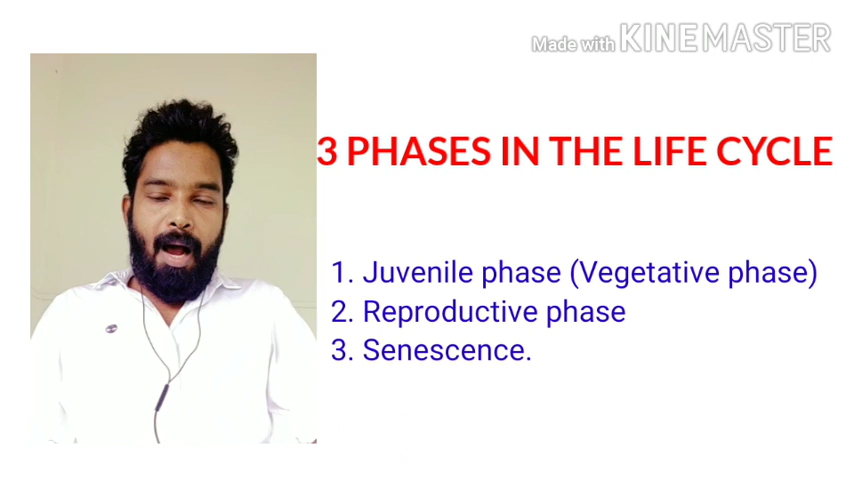 Made with KINEMASTER
3 PHASES IN THE LIFE CYCLE
1. Juvenile phase (Vegetative phase)
2. Reproductive phase
3. Senescence.